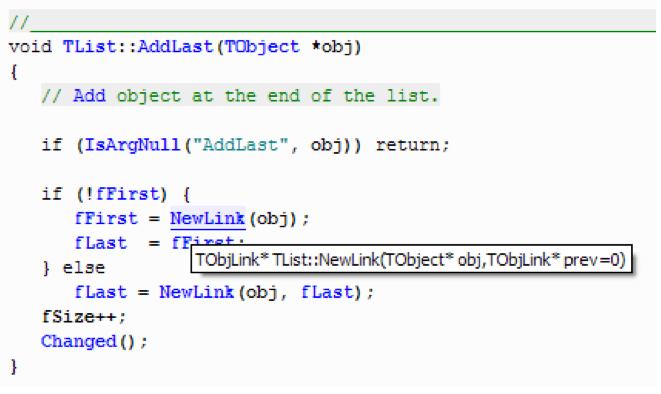 //
void TList::AddLast(TObject *obj)
{
// Add object at the end of the list.
if (IsArgNull("AddLast", obj)) return;
if (!fFirst) {
fFirst = NewLink(obj);
fLast = fFirst;
TObjLink* TList::NewLink(TObject* obj,TObjLink* prev=0)
} else
fLast = NewLink(obj, fLast);
fSize++;
Changed();
}